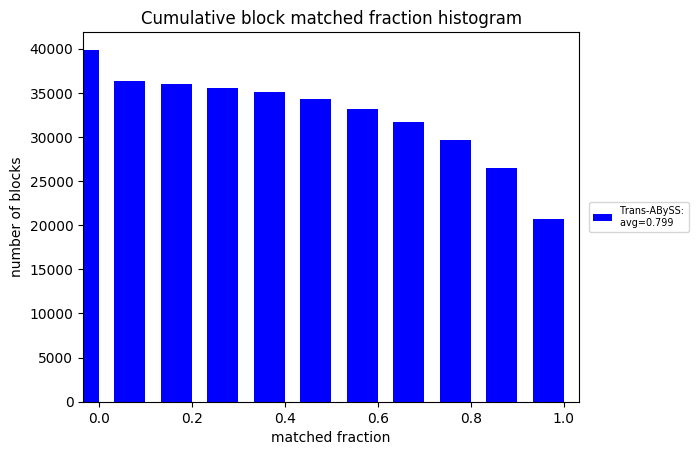 Cumulative block matched fraction histogram
number of blocks
40000
35000
30000
25000
20000
15000
10000
5000
0
0.0 0.2 0.4 0.6 0.8 1.0
matched fraction
Trans-ABySS:
avg=0.799